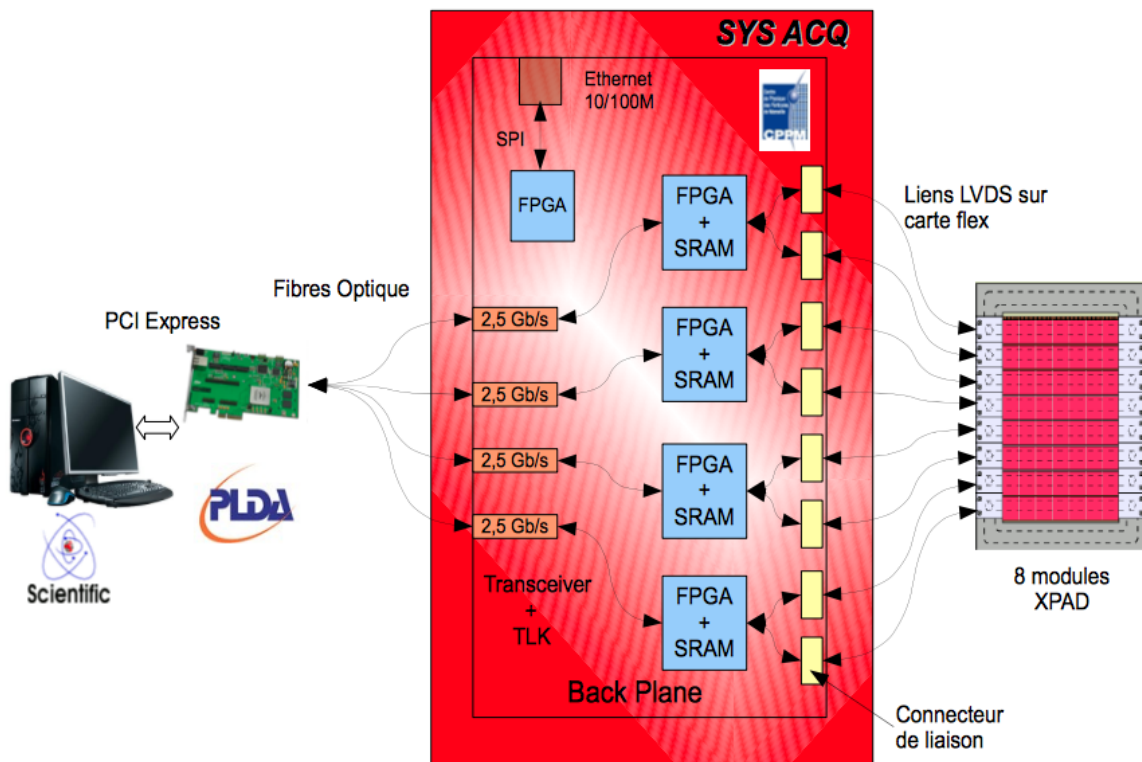 SYS ACQ
Ethernet
10/100M
SPI
FPGA
CPPM
FPGA
+
SRAM
Liens LVDS sur
carte flex
Fibres Optique
PCI Express
2,5 Gb/s
FPGA
+
SRAM
2,5 Gb/s
2,5 Gb/s
FPGA
+
SRAM
PLDA
2,5 Gb/s
Scientific
Transceiver
+
TLK
FPGA
+
SRAM
8 modules
XPAD
Back Plane
Connecteur
de liaison